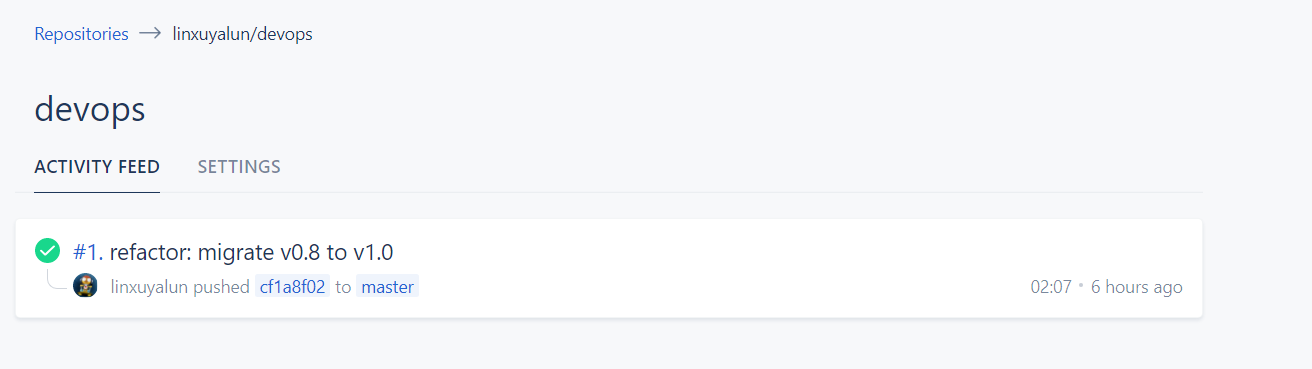 Repositories → linxuyalun/devops
devops
ACTIVITY FEED SETTINGS
#1. refactor: migrate v0.8 to v1.0
linxuyalun pushed cf1a8f02 to master 02:07 • 6 hours ago